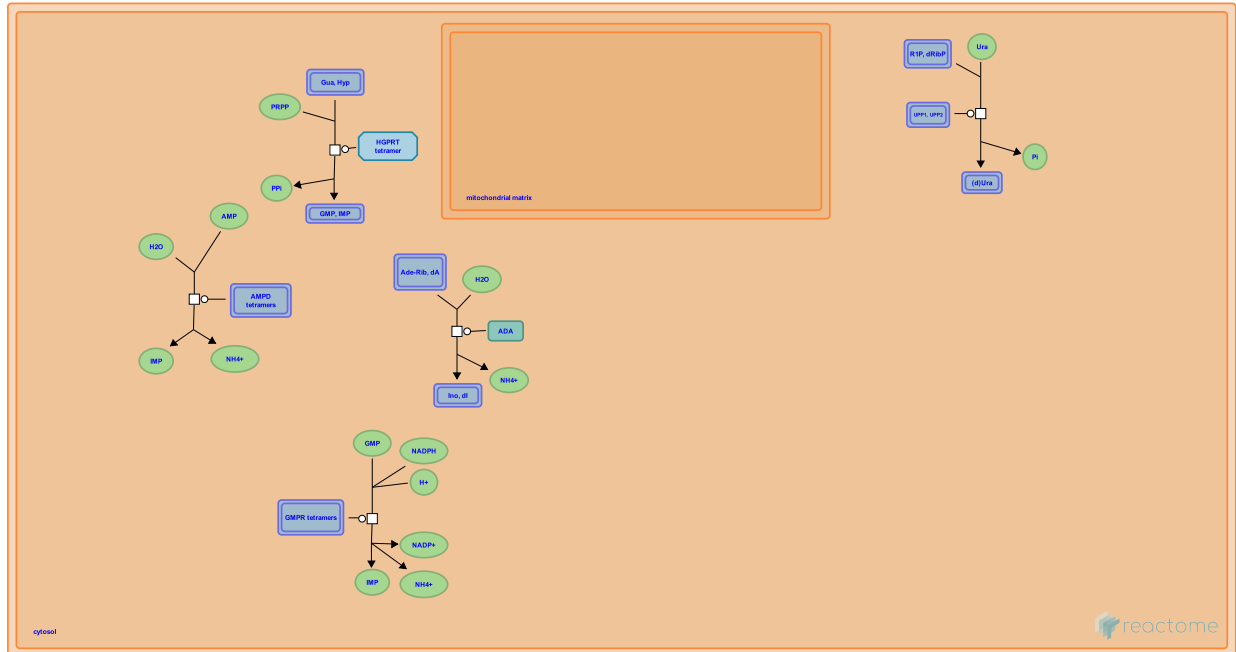 Ura
R1P, dRibP
Gua, Hyp
PRPP
UPP1, UPP2
HGPRT
tetramer
Pi
(d)Ura
PPi
mitochondrial matrix
GMP, IMP
AMP
H2O
Ade-Rib, dA
H2O
AMPD
tetramers
ADA
IMP
NH4+
NH4+
Ino, dI
GMP
NADPH
H+
GMPR tetramers
NADP+
IMP
NH4+
cytosol
reactome